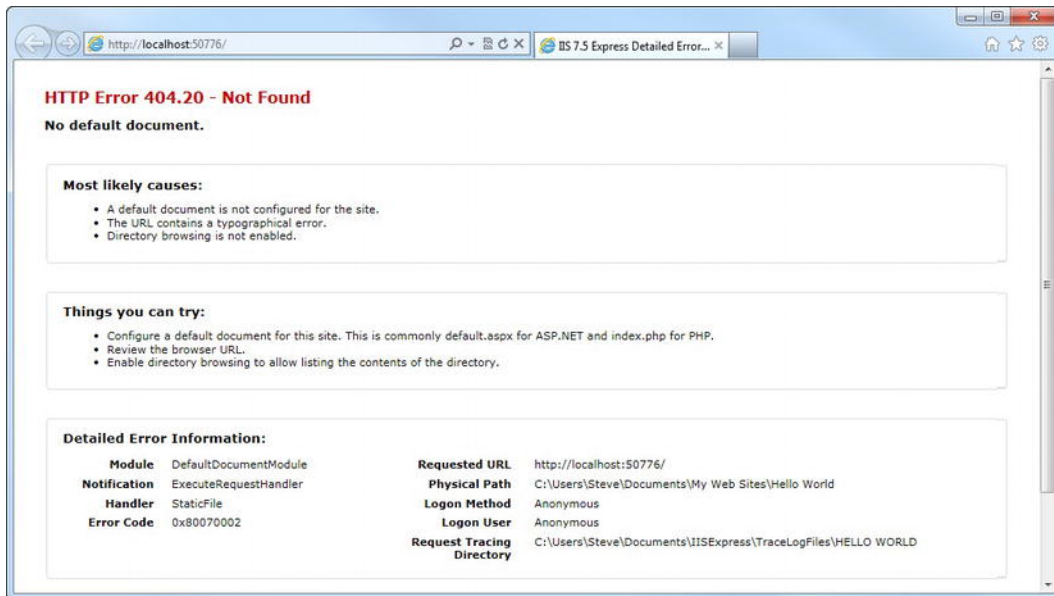 http://localhost:50776/
IIS 7.5 Express Detailed Error...
HTTP Error 404.20 - Not Found
No default document.
Most likely causes:
• A default document is not configured for the site.
• The URL contains a typographical error.
• Directory browsing is not enabled.
Things you can try:
• Configure a default document for this site. This is commonly default.aspx for ASP.NET and index.php for PHP.
• Review the browser URL.
• Enable directory browsing to allow listing the contents of the directory.
Detailed Error Information:
Module DefaultDocumentModule
Notification ExecuteRequestHandler
Handler StaticFile
Error Code 0x80070002
Requested URL http://localhost:50776/
Physical Path C:\Users\Steve\Documents\My Web Sites\Hello World
Logon Method Anonymous
Logon User Anonymous
Request Tracing C:\Users\Steve\Documents\IISExpress\TraceLogFiles\HELLO WORLD
Directory